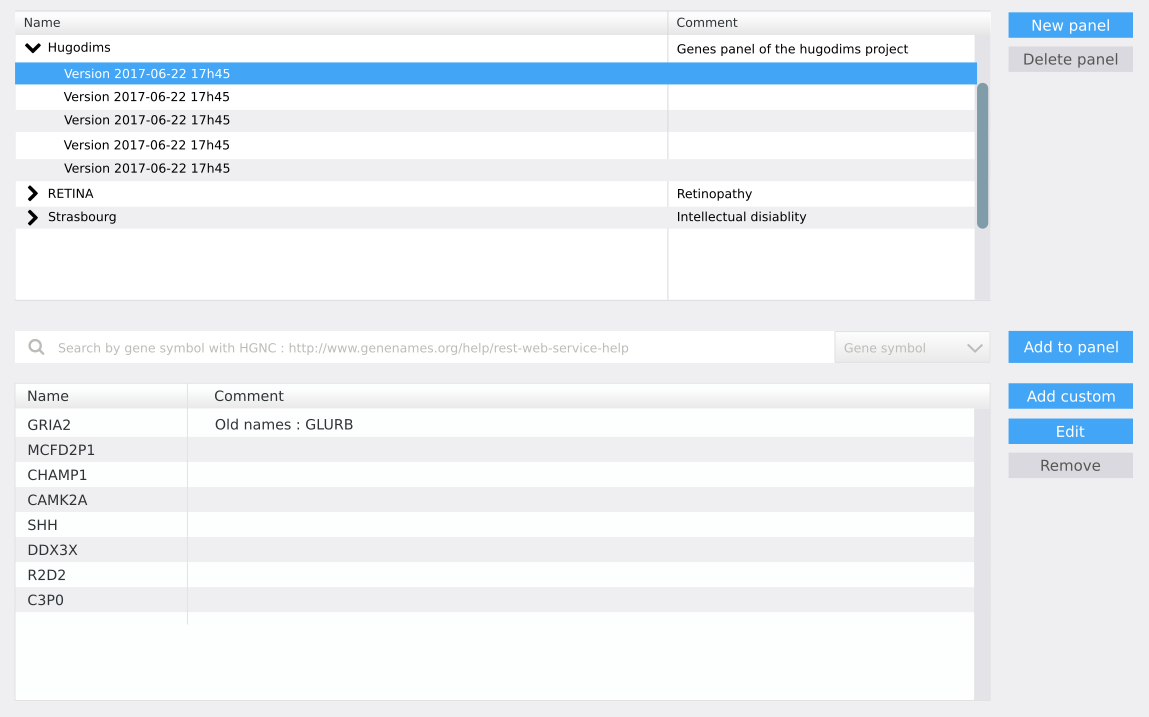 Name Comment New panel
Hugodims Genes panel of the hugodims project Delete panel
Version 2017-06-22 17h45
Version 2017-06-22 17h45
Version 2017-06-22 17h45
Version 2017-06-22 17h45
Version 2017-06-22 17h45
RETINA Retinopathy
Strasbourg Intellectual disiablity
Search by gene symbol with HGNC : http://www.genenames.org/help/rest-web-service-help Gene symbol Add to panel
Name Comment Add custom
GRIA2 Old names : GLURB Edit
MCFD2P1
CHAMP1 Remove
CAMK2A
SHH
DDX3X
R2D2
C3P0